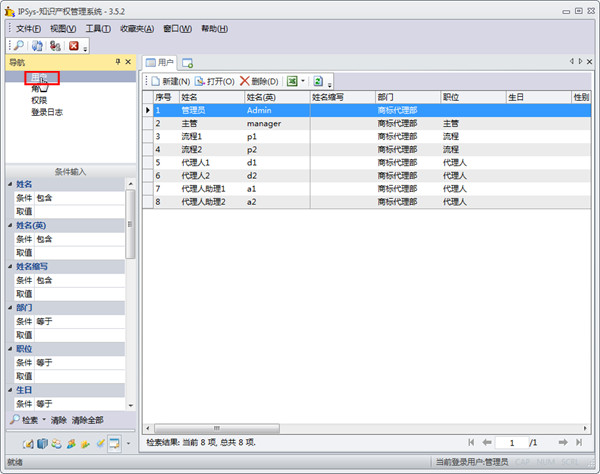 IPSys-知识产权管理系统 - 3.5.2
文件(F) 视图(V) 工具(T) 收藏夹(A) 窗口(W) 帮助(H)
导航
用户
角
权限
登录日志
条件输入
姓名
条件 包含
取值
姓名(英)
条件 包含
取值
姓名缩写
条件 包含
取值
部门
条件 等于
取值
职位
条件 等于
取值
生日
条件 等于
检索 清除 清除全部
用户
新建(N) 打开(O) 删除(D)
序号 姓名 姓名(英) 姓名缩写 部门 职位 生日 性别
1 管理员 Admin 商标代理部
2 主管 manager 商标代理部 主管
3 流程1 p1 商标代理部 流程
4 流程2 p2 商标代理部 流程
5 代理人1 d1 商标代理部 代理人
6 代理人2 d2 商标代理部 代理人
7 代理人助理1 a1 商标代理部 代理人
8 代理人助理2 a2 商标代理部 代理人
检索结果: 当前 8 项, 总共 8 项.
1 /1
就绪
当前登录用户:管理员 CAP NUM SCRL